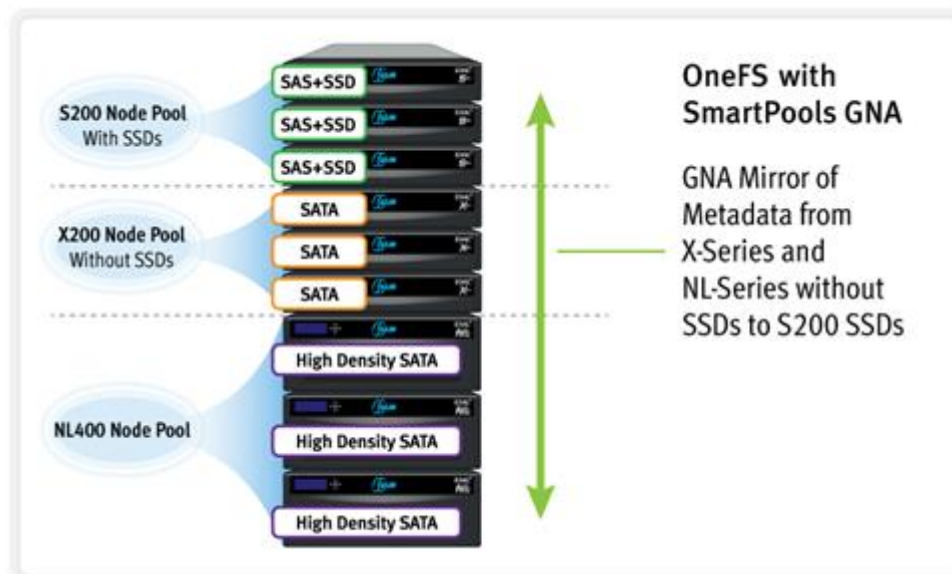 S200 Node Pool
With SSDs
X200 Node Pool
Without SSDs
NL400 Node Pool
SAS+SSD
SAS+SSD
SAS+SSD
SATA
SATA
SATA
High Density SATA
High Density SATA
High Density SATA
OneFS with
SmartPools GNA
GNA Mirror of
Metadata from
X-Series and
NL-Series without
SSDs to S200 SSDs